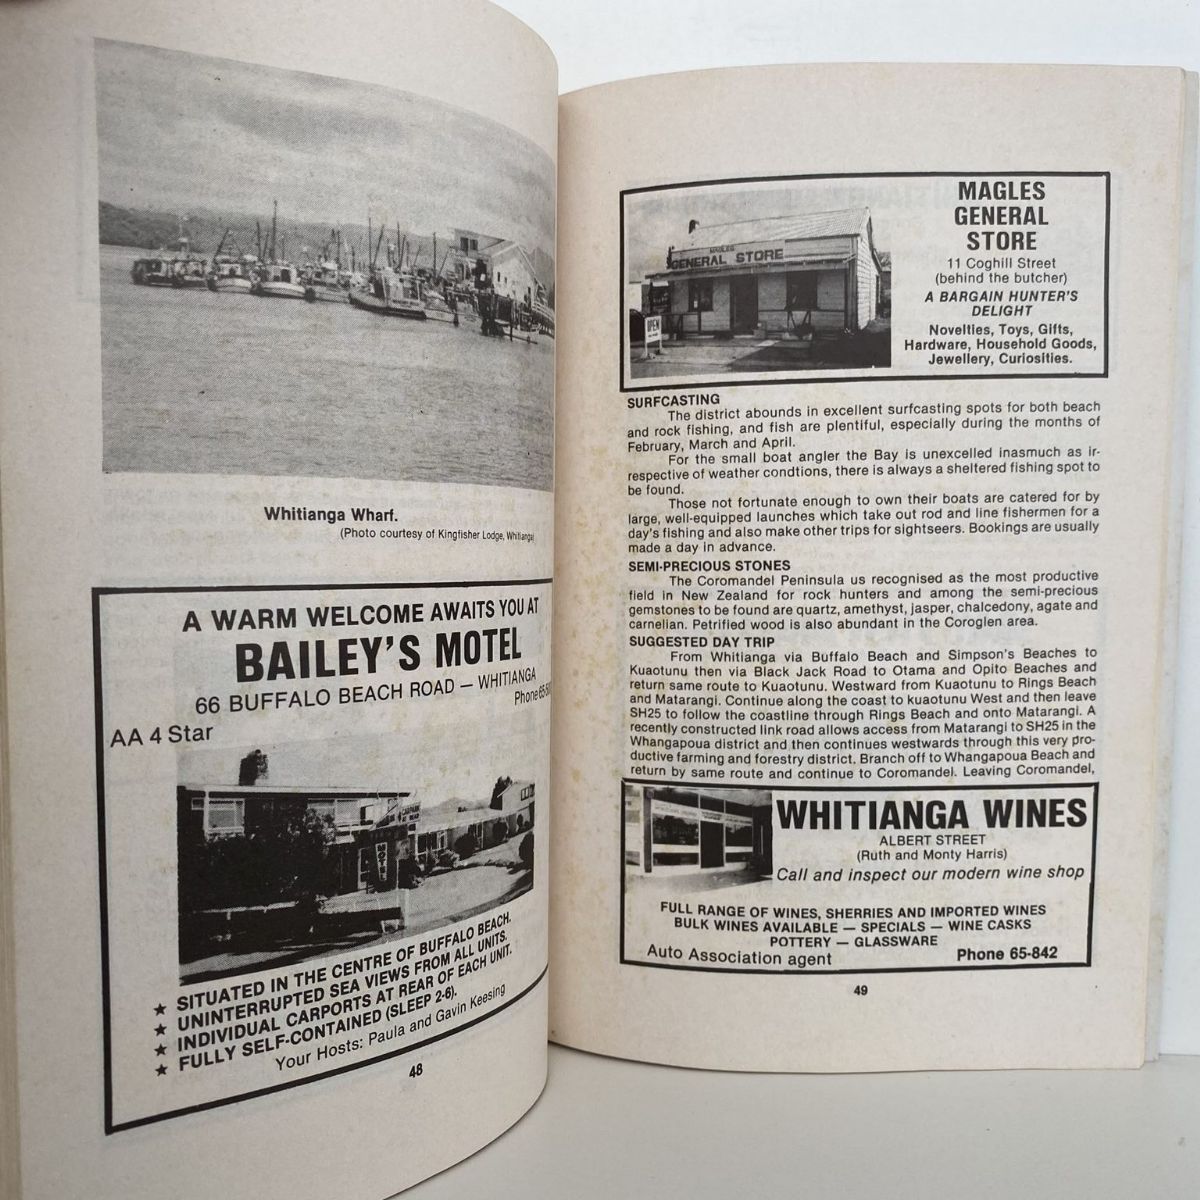 Whitianga Wharf.
(Photo courtesy of Kingfisher Lodge, Whitianga)
A WARM WELCOME AWAITS YOU AT
BAILEY'S MOTEL
66 BUFFALO BEACH ROAD — WHITIANGA
Phone
AA 4 Star
MOTEL
★ SITUATED IN THE CENTRE OF BUFFALO BEACH.
★ UNINTERRUPTED SEA VIEWS FROM ALL UNITS.
★ INDIVIDUAL CARPORTS AT REAR OF EACH UNIT.
★ FULLY SELF-CONTAINED (SLEEP 2-6).
Your Hosts: Paula and Gavin Keesing
48
MAGLES
GENERAL STORE
OPEN
MAGLES
GENERAL
STORE
11 Coghill Street
(behind the butcher)
A BARGAIN HUNTER'S
DELIGHT
Novelties, Toys, Gifts,
Hardware, Household Goods,
Jewellery, Curiosities.
SURFCASTING
The district abounds in excellent surfcasting spots for both beach
and rock fishing, and fish are plentiful, especially during the months of
February, March and April.
For the small boat angler the Bay is unexcelled inasmuch as ir-
respective of weather condtions, there is always a sheltered fishing spot to
be found.
Those not fortunate enough to own their boats are catered for by
large, well-equipped launches which take out rod and line fishermen for a
day's fishing and also make other trips for sightseers. Bookings are usually
made a day in advance.
SEMI-PRECIOUS STONES
The Coromandel Peninsula us recognised as the most productive
field in New Zealand for rock hunters and among the semi-precious
gemstones to be found are quartz, amethyst, jasper, chalcedony, agate and
carnelian. Petrified wood is also abundant in the Coroglen area.
SUGGESTED DAY TRIP
From Whitianga via Buffalo Beach and Simpson's Beaches to
Kuaotunu then via Black Jack Road to Otama and Opito Beaches and
return same route to Kuaotunu. Westward from Kuaotunu to Rings Beach
and Matarangi. Continue along the coast to kuaotunu West and then leave
SH25 to follow the coastline through Rings Beach and onto Matarangi. A
recently constructed link road allows access from Matarangi to SH25 in the
Whangapoua district and then continues westwards through this very pro-
ductive farming and forestry district. Branch off to Whangapoua Beach and
return by same route and continue to Coromandel. Leaving Coromandel,
WHITIANGA WINES
ALBERT STREET
(Ruth and Monty Harris)
Call and inspect our modern wine shop
FULL RANGE OF WINES, SHERRIES AND IMPORTED WINES
BULK WINES AVAILABLE — SPECIALS — WINE CASKS
POTTERY — GLASSWARE
Auto Association agent
Phone 65-842
49